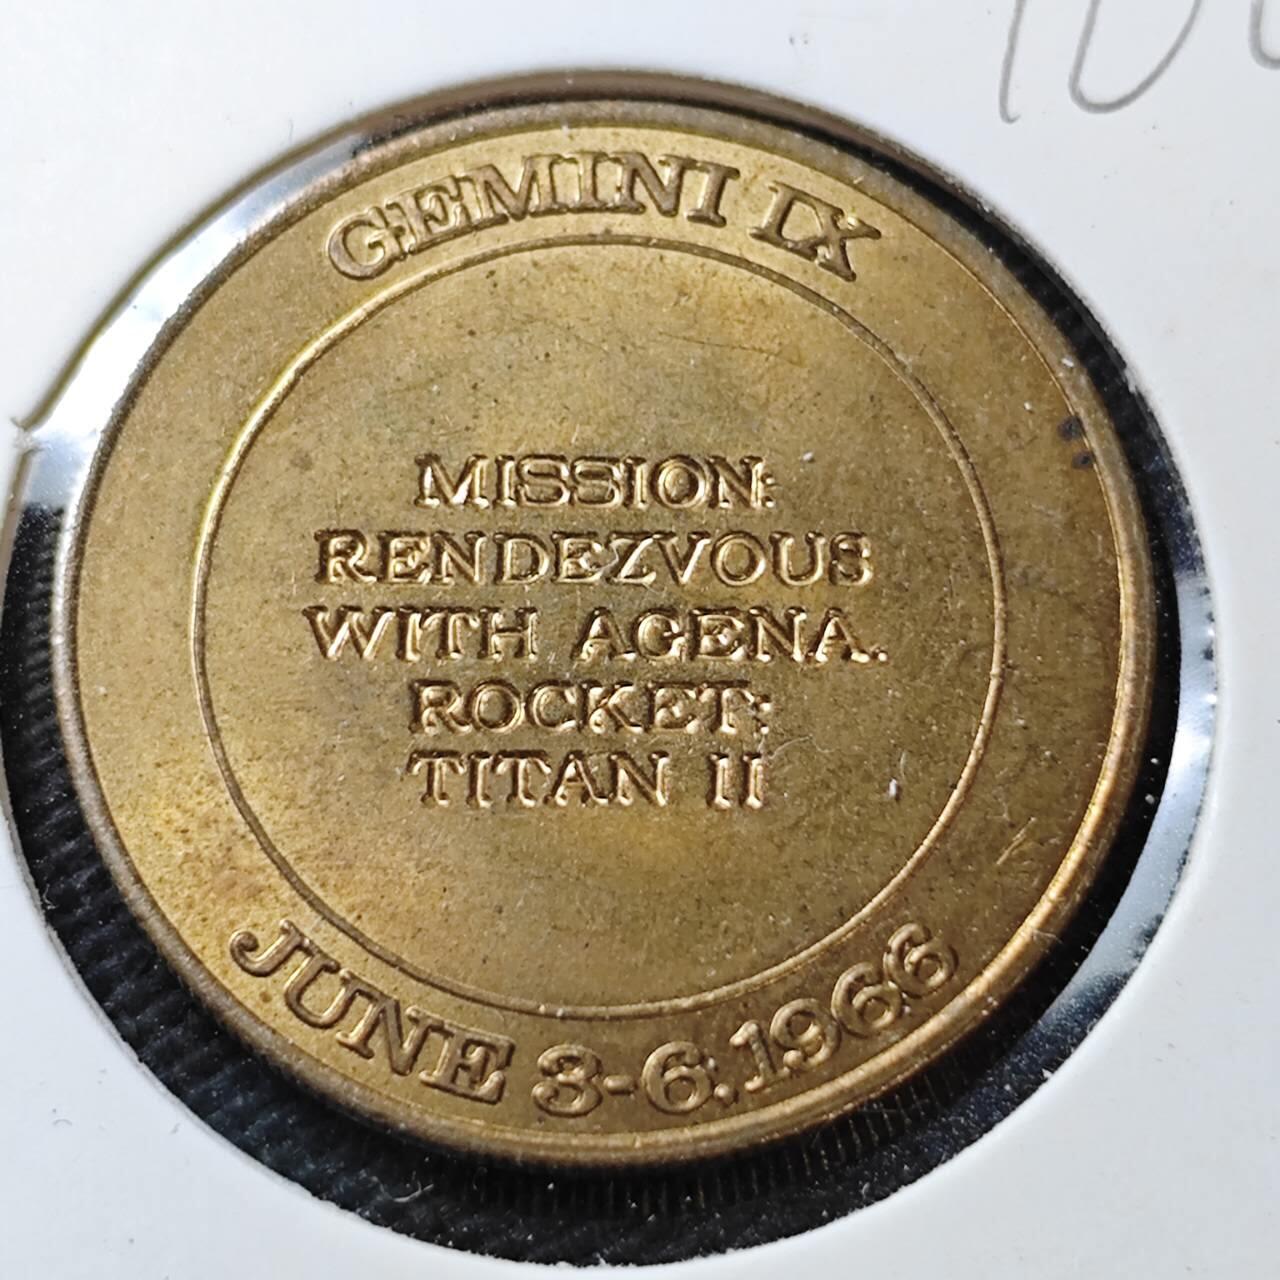 GEMINI IX
MISSION:
RENDEZVOUS
WITH AGENA.
ROCKET:
TITAN II
JUNE 3-6, 1966